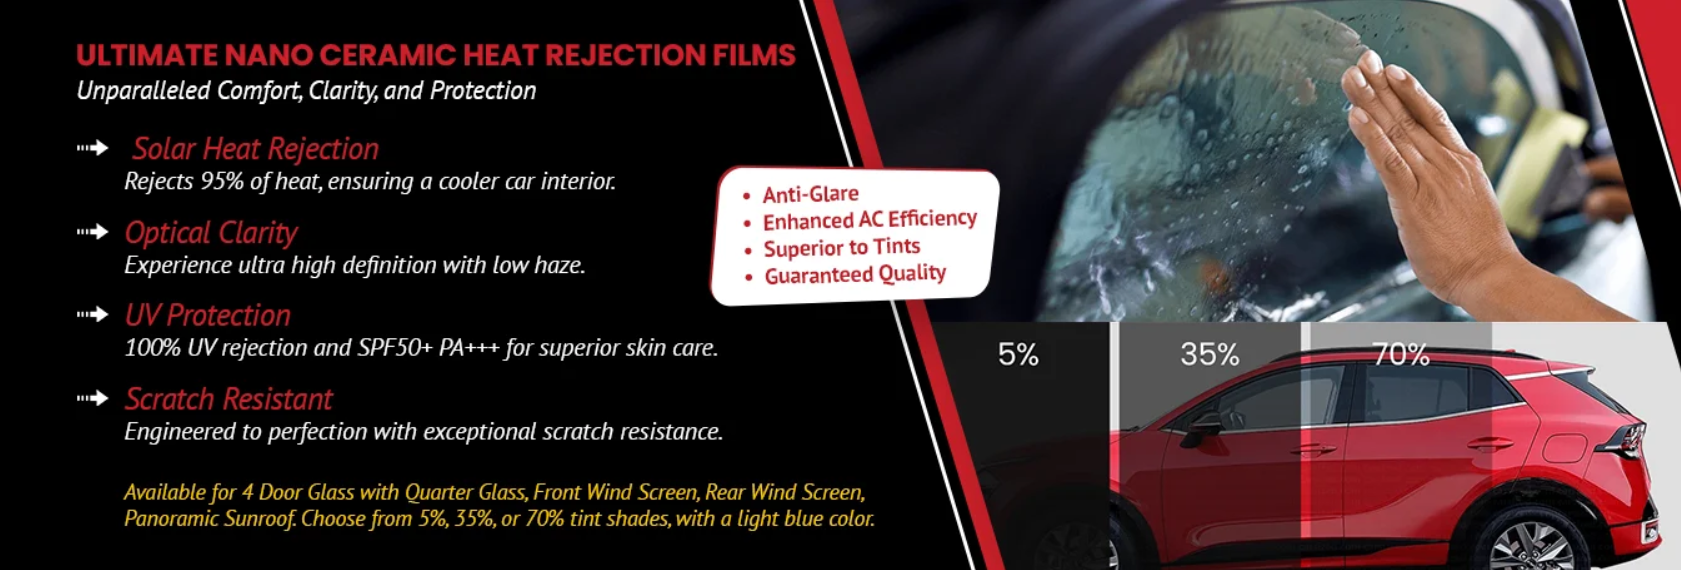 ULTIMATE NANO CERAMIC HEAT REJECTION FILMS
Unparalleled Comfort, Clarity, and Protection
Solar Heat Rejection
Rejects 95% of heat, ensuring a cooler car interior.
Optical Clarity
Experience ultra high definition with low haze.
UV Protection
100% UV rejection and SPF50+ PA+++ for superior skin care.
Scratch Resistant
Engineered to perfection with exceptional scratch resistance.
Available for 4 Door Glass with Quarter Glass, Front Wind Screen, Rear Wind Screen,
Panoramic Sunroof. Choose from 5%, 35%, or 70% tint shades, with a light blue color.
• Anti-Glare
• Enhanced AC Efficiency
• Superior to Tints
• Guaranteed Quality
5% 35% 70%